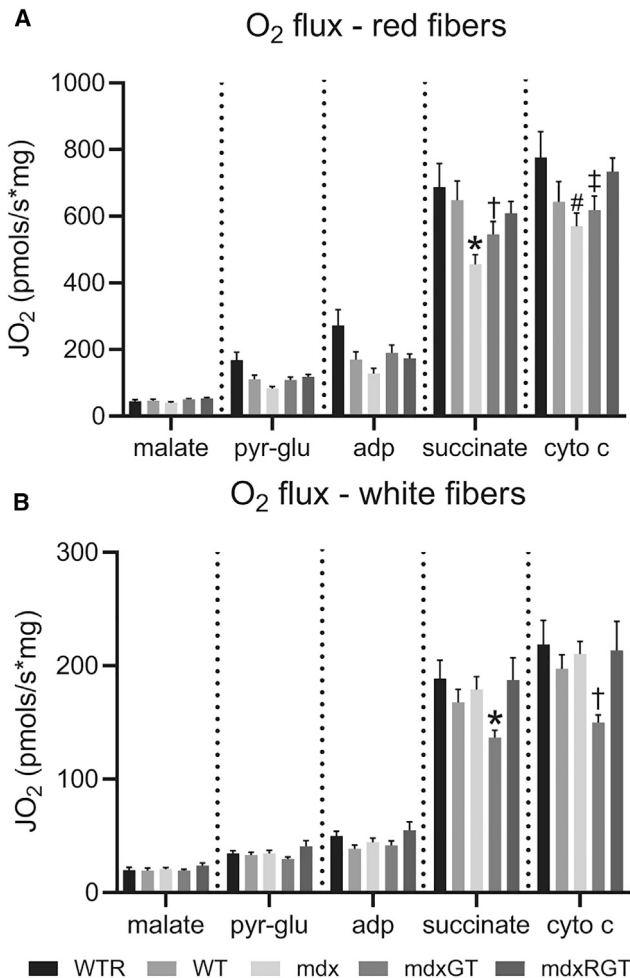 A
O₂ flux - red fibers
JO₂ (pmols/s*mg)
1000
800
600
400
200
0
* † # ‡
malate pyr-glu adp succinate cyto c
B
O₂ flux - white fibers
JO₂ (pmols/s*mg)
300
200
100
0
* †
malate pyr-glu adp succinate cyto c
WTR WT mdx mdxGT mdxRGT